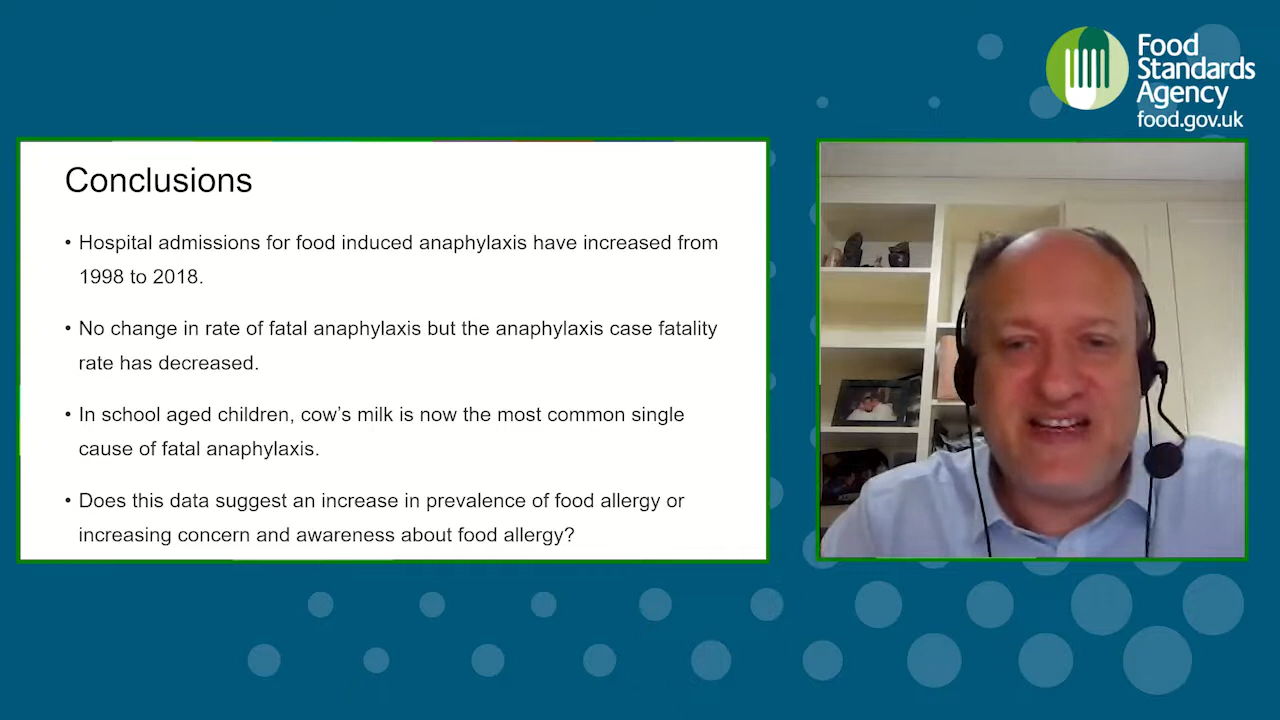 Food
Standards
Agency
food.gov.uk
Conclusions
• Hospital admissions for food induced anaphylaxis have increased from
1998 to 2018.
• No change in rate of fatal anaphylaxis but the anaphylaxis case fatality
rate has decreased.
• In school aged children, cow’s milk is now the most common single
cause of fatal anaphylaxis.
• Does this data suggest an increase in prevalence of food allergy or
increasing concern and awareness about food allergy?